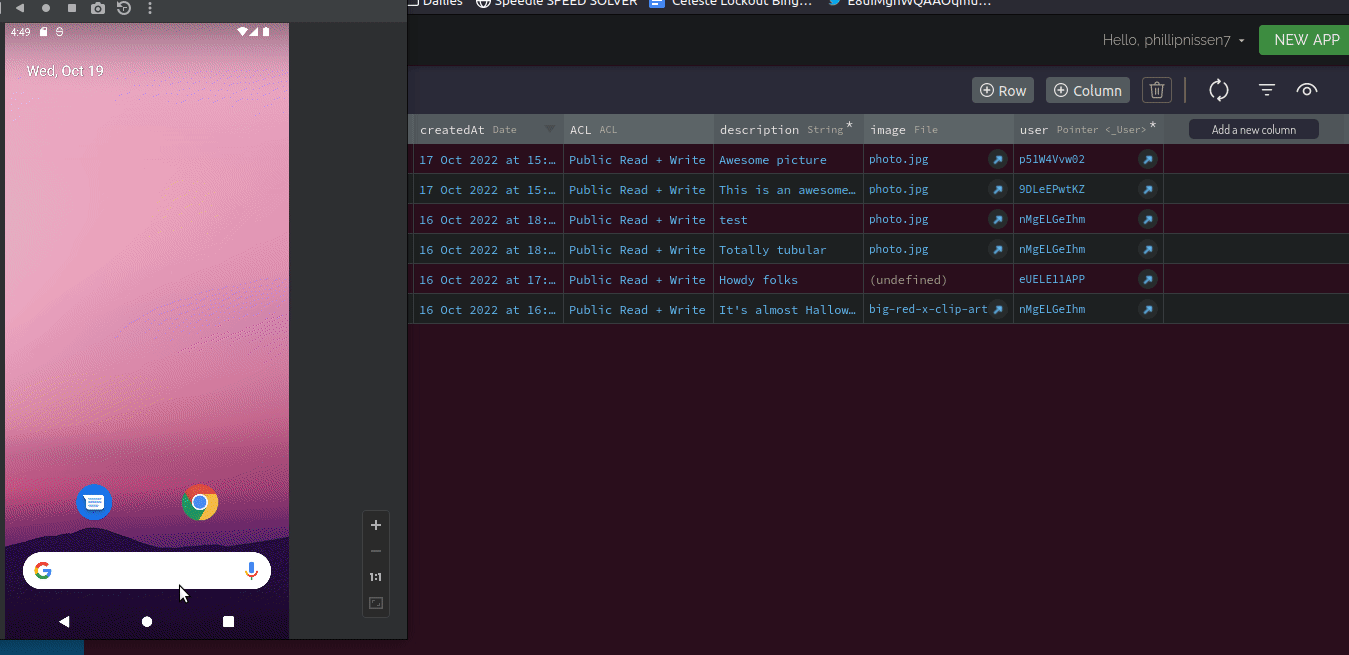 Dailies Speedle SPEED SOLVER Celeste Lockout Bing… E8dIMgnWQAAOqmd…
4:49
Wed, Oct 19
Hello, phillipnissen7 NEW APP
Row Column
createdAt Date ACL ACL description String * image File user Pointer <_User> * Add a new column
17 Oct 2022 at 15:… Public Read + Write Awesome picture photo.jpg p51W4Vvw02
17 Oct 2022 at 15:… Public Read + Write This is an awesome… photo.jpg 9DLeEPwtKZ
16 Oct 2022 at 18:… Public Read + Write test photo.jpg nMgELGeIhm
16 Oct 2022 at 18:… Public Read + Write Totally tubular photo.jpg nMgELGeIhm
16 Oct 2022 at 17:… Public Read + Write Howdy folks (undefined) eUELE11APP
16 Oct 2022 at 16:… Public Read + Write It's almost Hallow… big-red-x-clip-art nMgELGeIhm
1:1